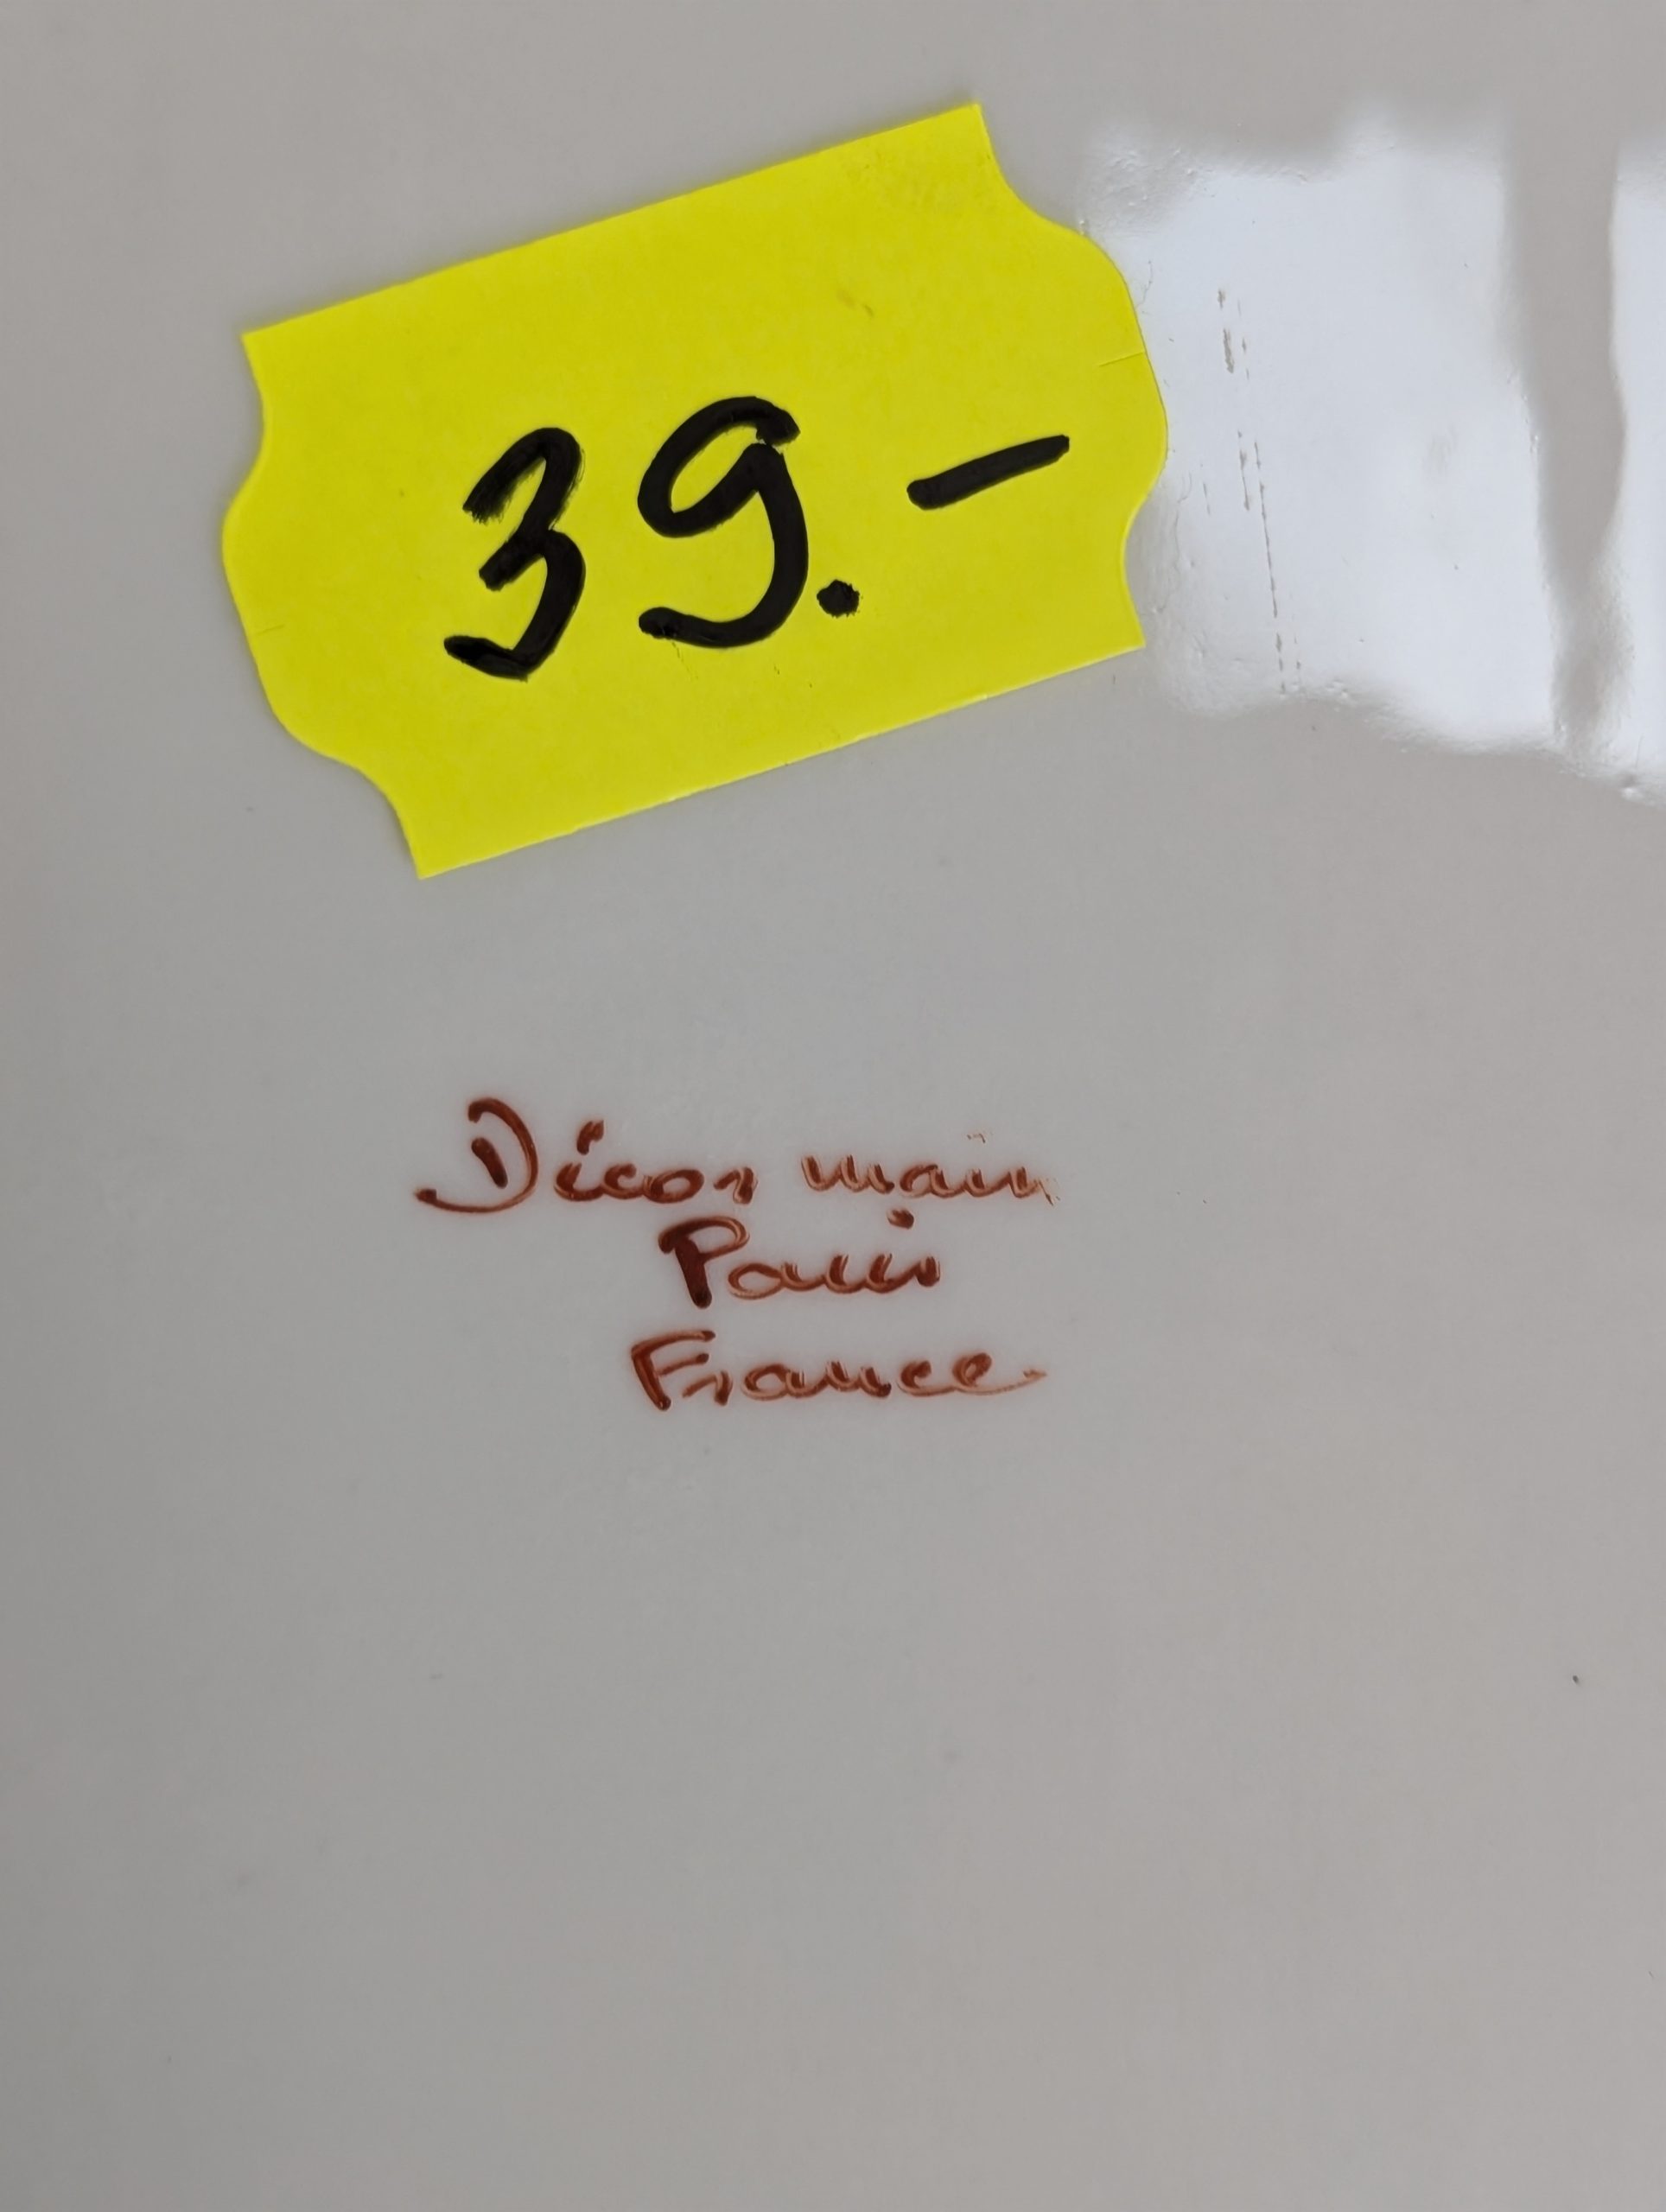 39.-
Décor main
Paris
France